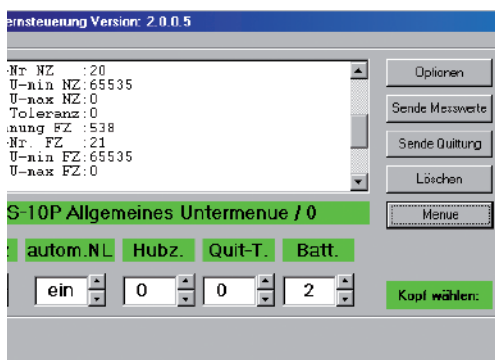 ernsteuerung Version: 2.0.0.5
-Nr NZ :20
U-min NZ:65535
U-max NZ:0
Toleranz:0
nung FZ :538
-Nr. FZ :21
U-min FZ:65535
U-max FZ:0
Optionen
Sende Messwerte
Sende Quittung
Löschen
Menue
S-10P Allgemeines Untermenue / 0
autom.NL Hubz. Quit-T. Batt.
ein 0 0 2
Kopf wählen: